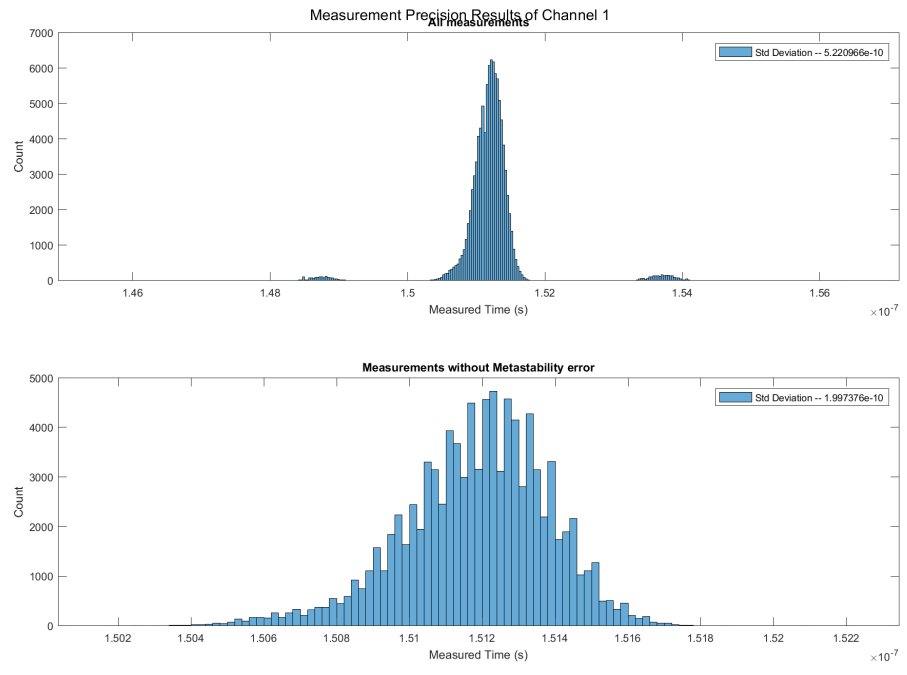 Measurement Precision Results of Channel 1
All measurements
7000
6000
5000
4000
3000
2000
1000
0
Count
Std Deviation -- 5.220966e-10
1.46 1.48 1.5 1.52 1.54 1.56
Measured Time (s)
×10-7
Measurements without Metastability error
5000
4000
3000
2000
1000
0
Count
Std Deviation -- 1.997376e-10
1.502 1.504 1.506 1.508 1.51 1.512 1.514 1.516 1.518 1.52 1.522
Measured Time (s)
×10-7